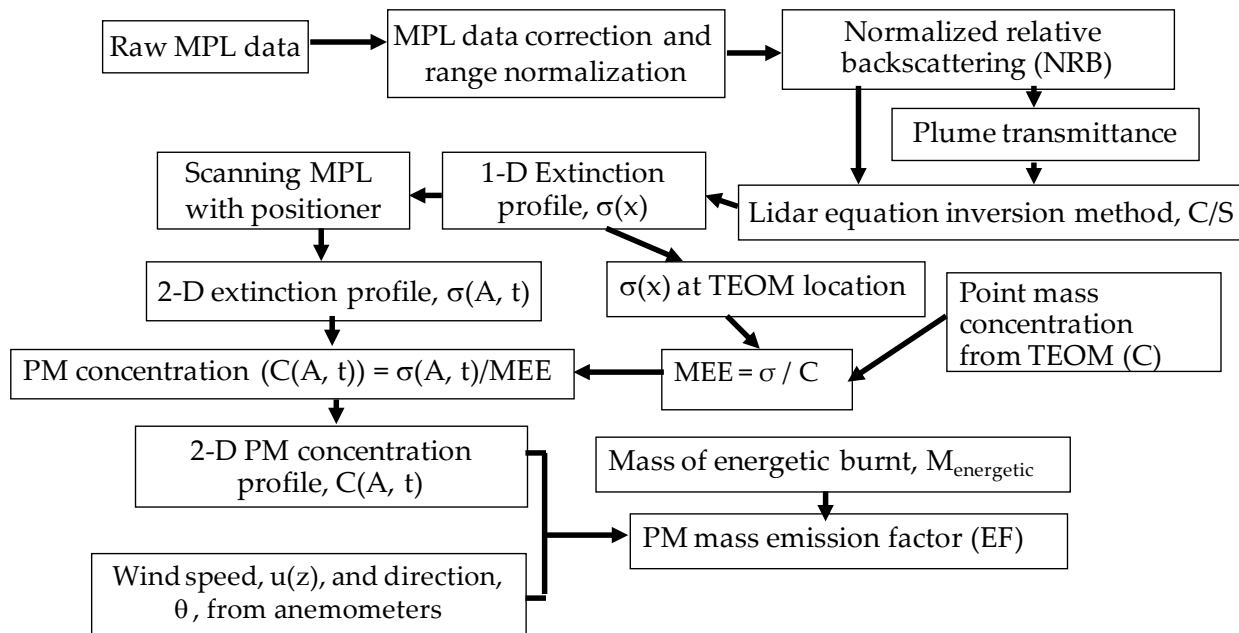 Raw MPL data
MPL data correction and
range normalization
Normalized relative
backscattering (NRB)
Plume transmittance
Scanning MPL
with positioner
1-D Extinction
profile, σ(x)
Lidar equation inversion method, C/S
2-D extinction profile, σ(A, t)
σ(x) at TEOM location
Point mass
concentration
from TEOM (C)
PM concentration (C(A, t)) = σ(A, t)/MEE
MEE = σ / C
2-D PM concentration
profile, C(A, t)
Mass of energetic burnt, M_energetic
PM mass emission factor (EF)
Wind speed, u(z), and direction,
θ, from anemometers